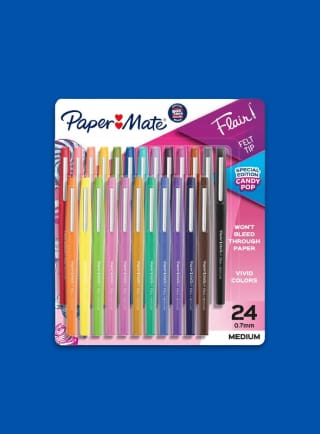 Paper Mate
Flair!
FELT TIP
SPECIAL
EDITION
CANDY
POP
WON'T
BLEED
THROUGH
PAPER
VIVID
COLORS
24
0.7mm
MEDIUM